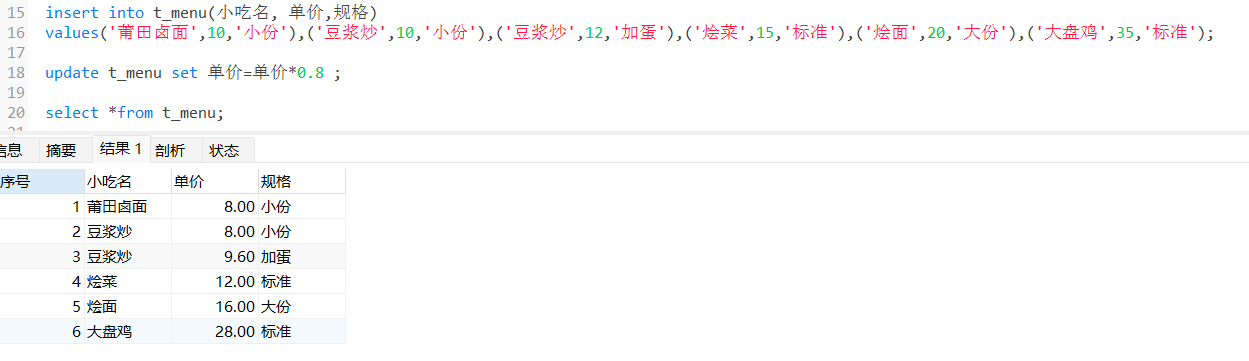 15 insert into t_menu(小吃名, 单价,规格)
16 values('莆田卤面',10,'小份'),('豆浆炒',10,'小份'),('豆浆炒',12,'加蛋'),('烩菜',15,'标准'),('烩面',20,'大份'),('大盘鸡',35,'标准');
17
18 update t_menu set 单价=单价*0.8 ;
19
20 select *from t_menu;
信息 摘要 结果 1 剖析 状态
序号 小吃名 单价 规格
1 莆田卤面 8.00 小份
2 豆浆炒 8.00 小份
3 豆浆炒 9.60 加蛋
4 烩菜 12.00 标准
5 烩面 16.00 大份
6 大盘鸡 28.00 标准